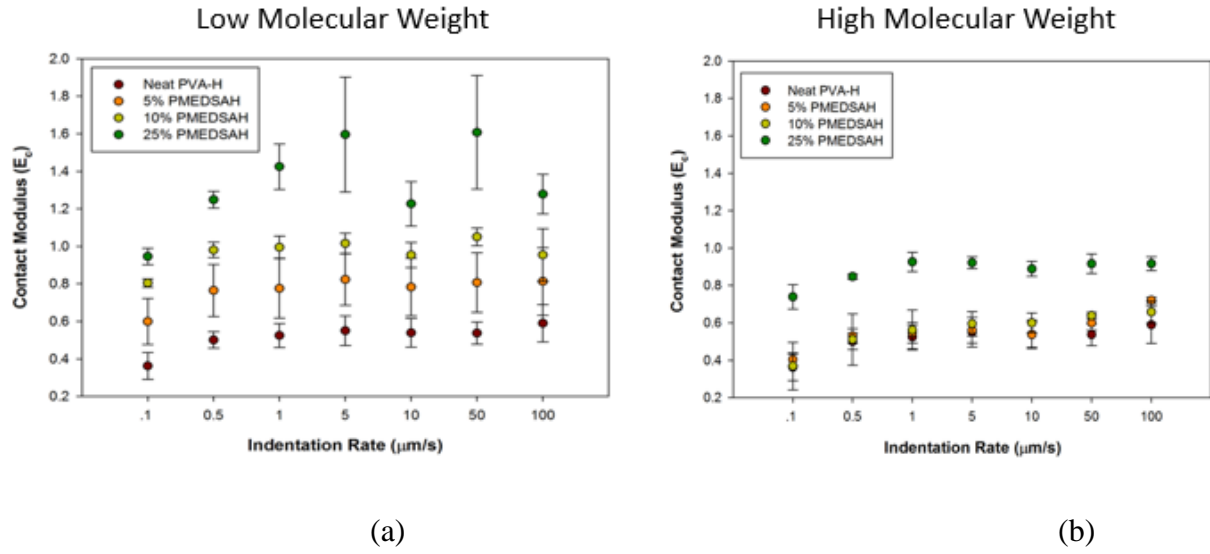 Low Molecular Weight
2.0
1.8
1.6
1.4
1.2
1.0
0.8
0.6
0.4
0.2
Contact Modulus (Ec)
Neat PVA-H
5% PMEDSAH
10% PMEDSAH
25% PMEDSAH
.1 0.5 1 5 10 50 100
Indentation Rate (μm/s)
(a)
High Molecular Weight
2.0
1.8
1.6
1.4
1.2
1.0
0.8
0.6
0.4
0.2
Contact Modulus (Ec)
Neat PVA-H
5% PMEDSAH
10% PMEDSAH
25% PMEDSAH
.1 0.5 1 5 10 50 100
Indentation Rate (μm/s)
(b)